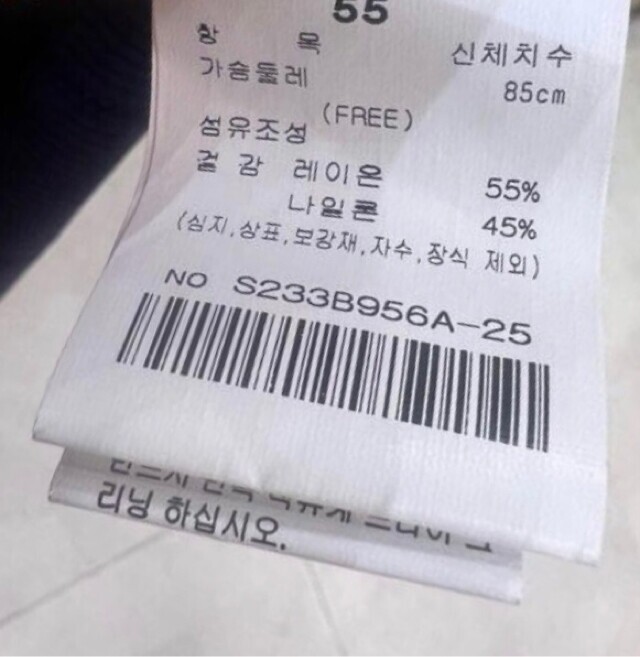 55
항 목 신체치수
가슴둘레 85cm
(FREE)
섬유조성
겉 감 레이온 55%
나일론 45%
(심지,상표,보강재,자수,장식 제외)
NO S233B956A-25
리닝 하십시오.